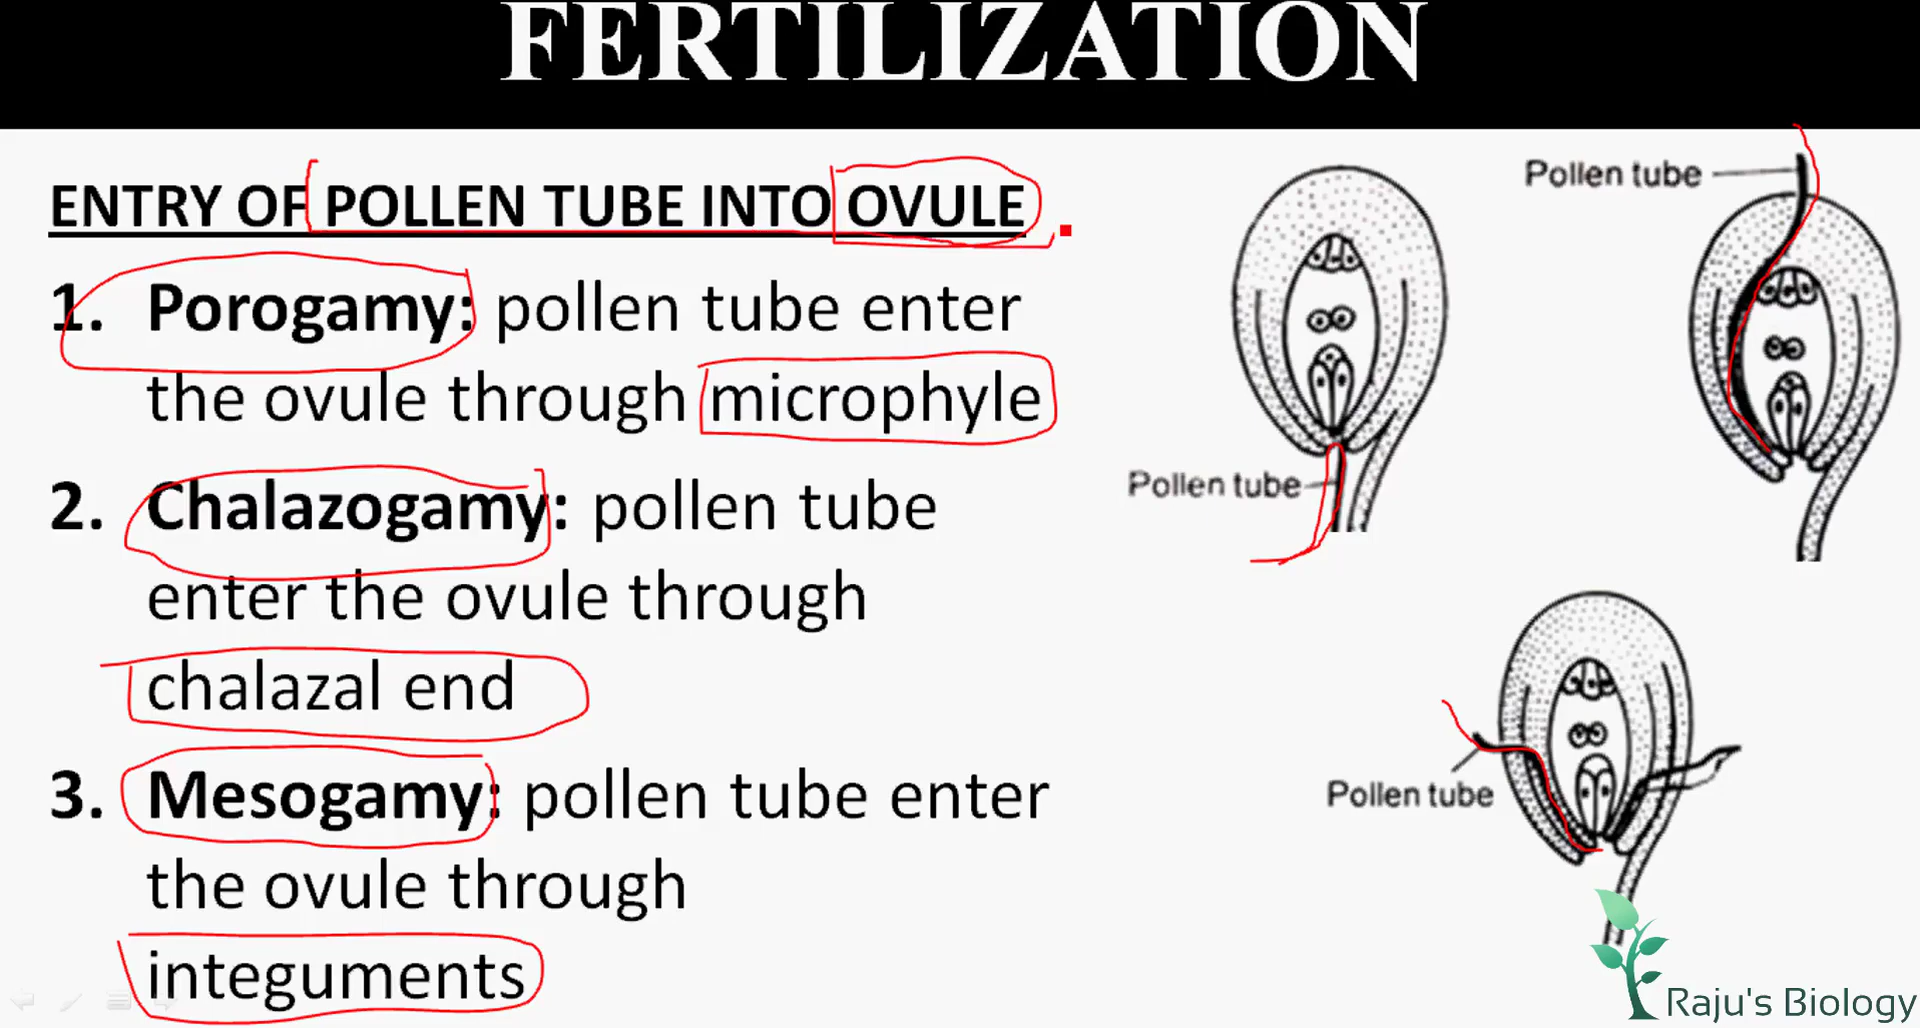 FERTILIZATION
ENTRY OF POLLEN TUBE INTO OVULE .
1. Porogamy: pollen tube enter
the ovule through microphyle
2. Chalazogamy: pollen tube
enter the ovule through
chalazal end
3. Mesogamy: pollen tube enter
the ovule through
integuments
Pollen tube
Pollen tube
Pollen tube
Raju's Biology